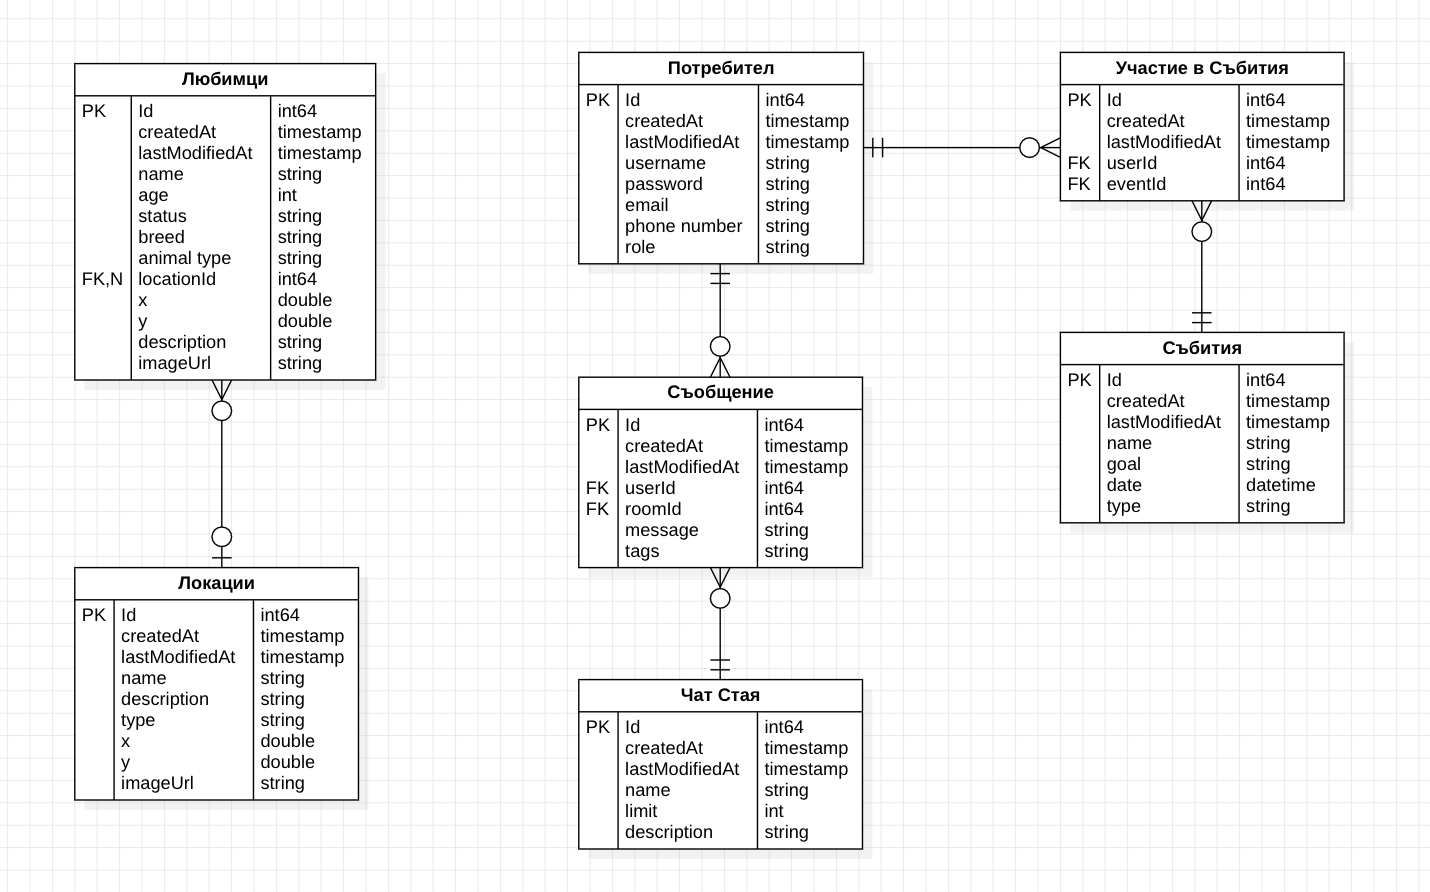 Любимци
PK Id int64
createdAt timestamp
lastModifiedAt timestamp
name string
age int
status string
breed string
animal type string
FK,N locationId int64
x double
y double
description string
imageUrl string
Локации
PK Id int64
createdAt timestamp
lastModifiedAt timestamp
name string
description string
type string
x double
y double
imageUrl string
Потребител
PK Id int64
createdAt timestamp
lastModifiedAt timestamp
username string
password string
email string
phone number string
role string
Съобщение
PK Id int64
createdAt timestamp
lastModifiedAt timestamp
FK userId int64
FK roomId int64
message string
tags string
Чат Стая
PK Id int64
createdAt timestamp
lastModifiedAt timestamp
name string
limit int
description string
Участие в Събития
PK Id int64
createdAt timestamp
lastModifiedAt timestamp
FK userId int64
FK eventId int64
Събития
PK Id int64
createdAt timestamp
lastModifiedAt timestamp
name string
goal string
date datetime
type string